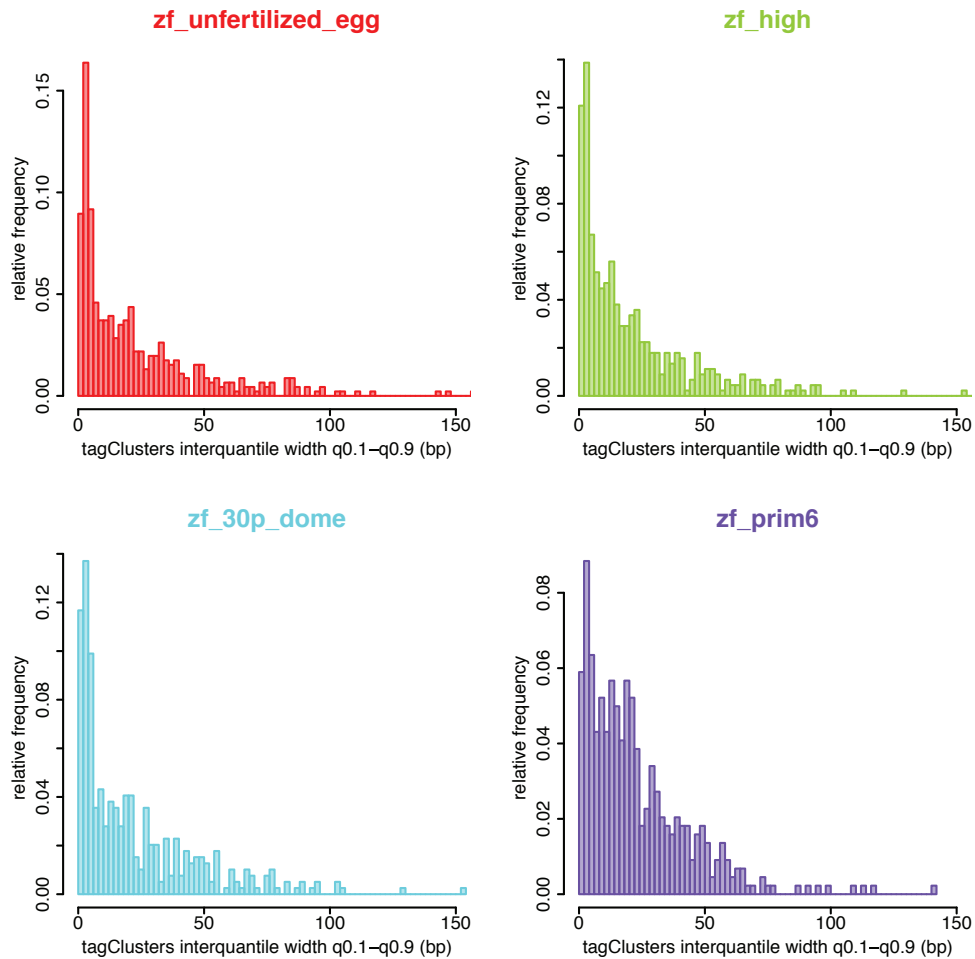 zf_unfertilized_egg
relative frequency
0.00 0.05 0.10 0.15
0 50 100 150
tagClusters interquantile width q0.1–q0.9 (bp)
zf_high
relative frequency
0.00 0.04 0.08 0.12
0 50 100 150
tagClusters interquantile width q0.1–q0.9 (bp)
zf_30p_dome
relative frequency
0.00 0.04 0.08 0.12
0 50 100 150
tagClusters interquantile width q0.1–q0.9 (bp)
zf_prim6
relative frequency
0.00 0.02 0.04 0.06 0.08
0 50 100 150
tagClusters interquantile width q0.1–q0.9 (bp)